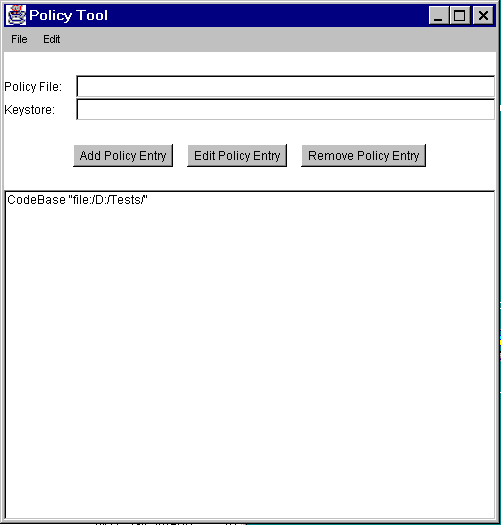 Policy Tool
File Edit
Policy File:
Keystore:
Add Policy Entry Edit Policy Entry Remove Policy Entry
CodeBase "file:/D:/Tests/"